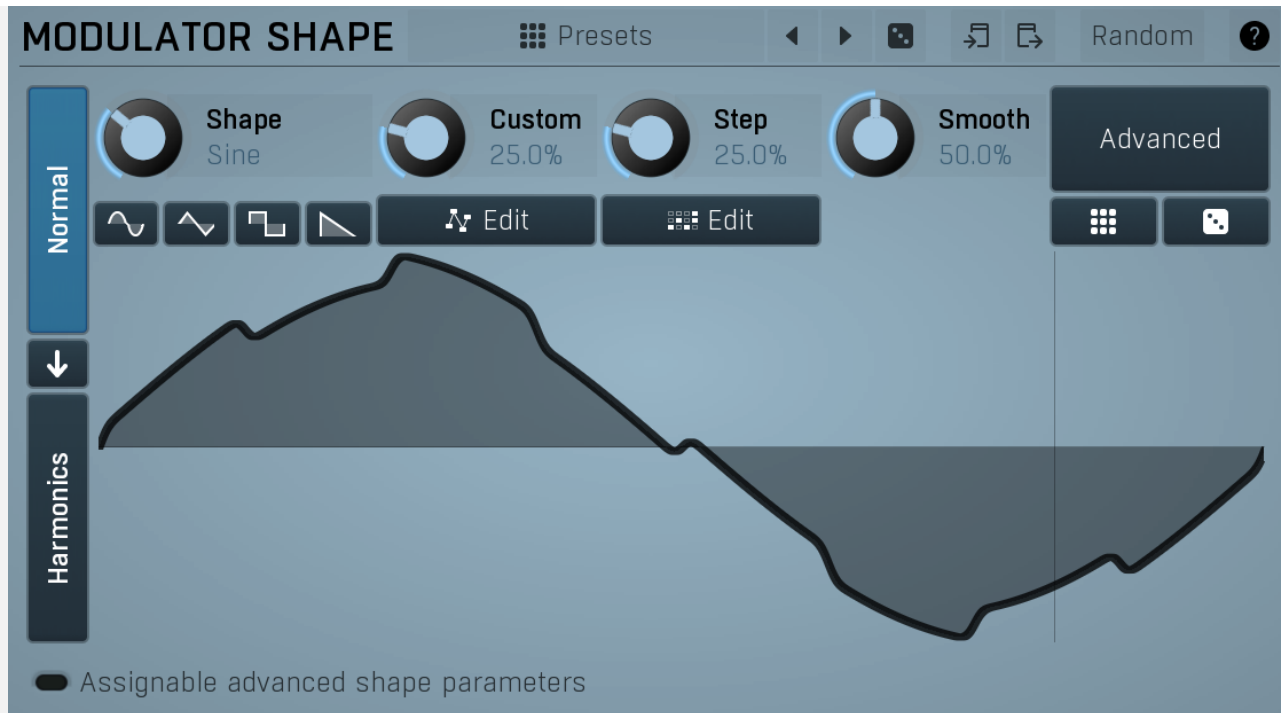 MODULATOR SHAPE
Presets
Random
?
Normal
Harmonics
Shape
Sine
Custom
25.0%
Step
25.0%
Smooth
50.0%
Advanced
Edit
Edit
Assignable advanced shape parameters